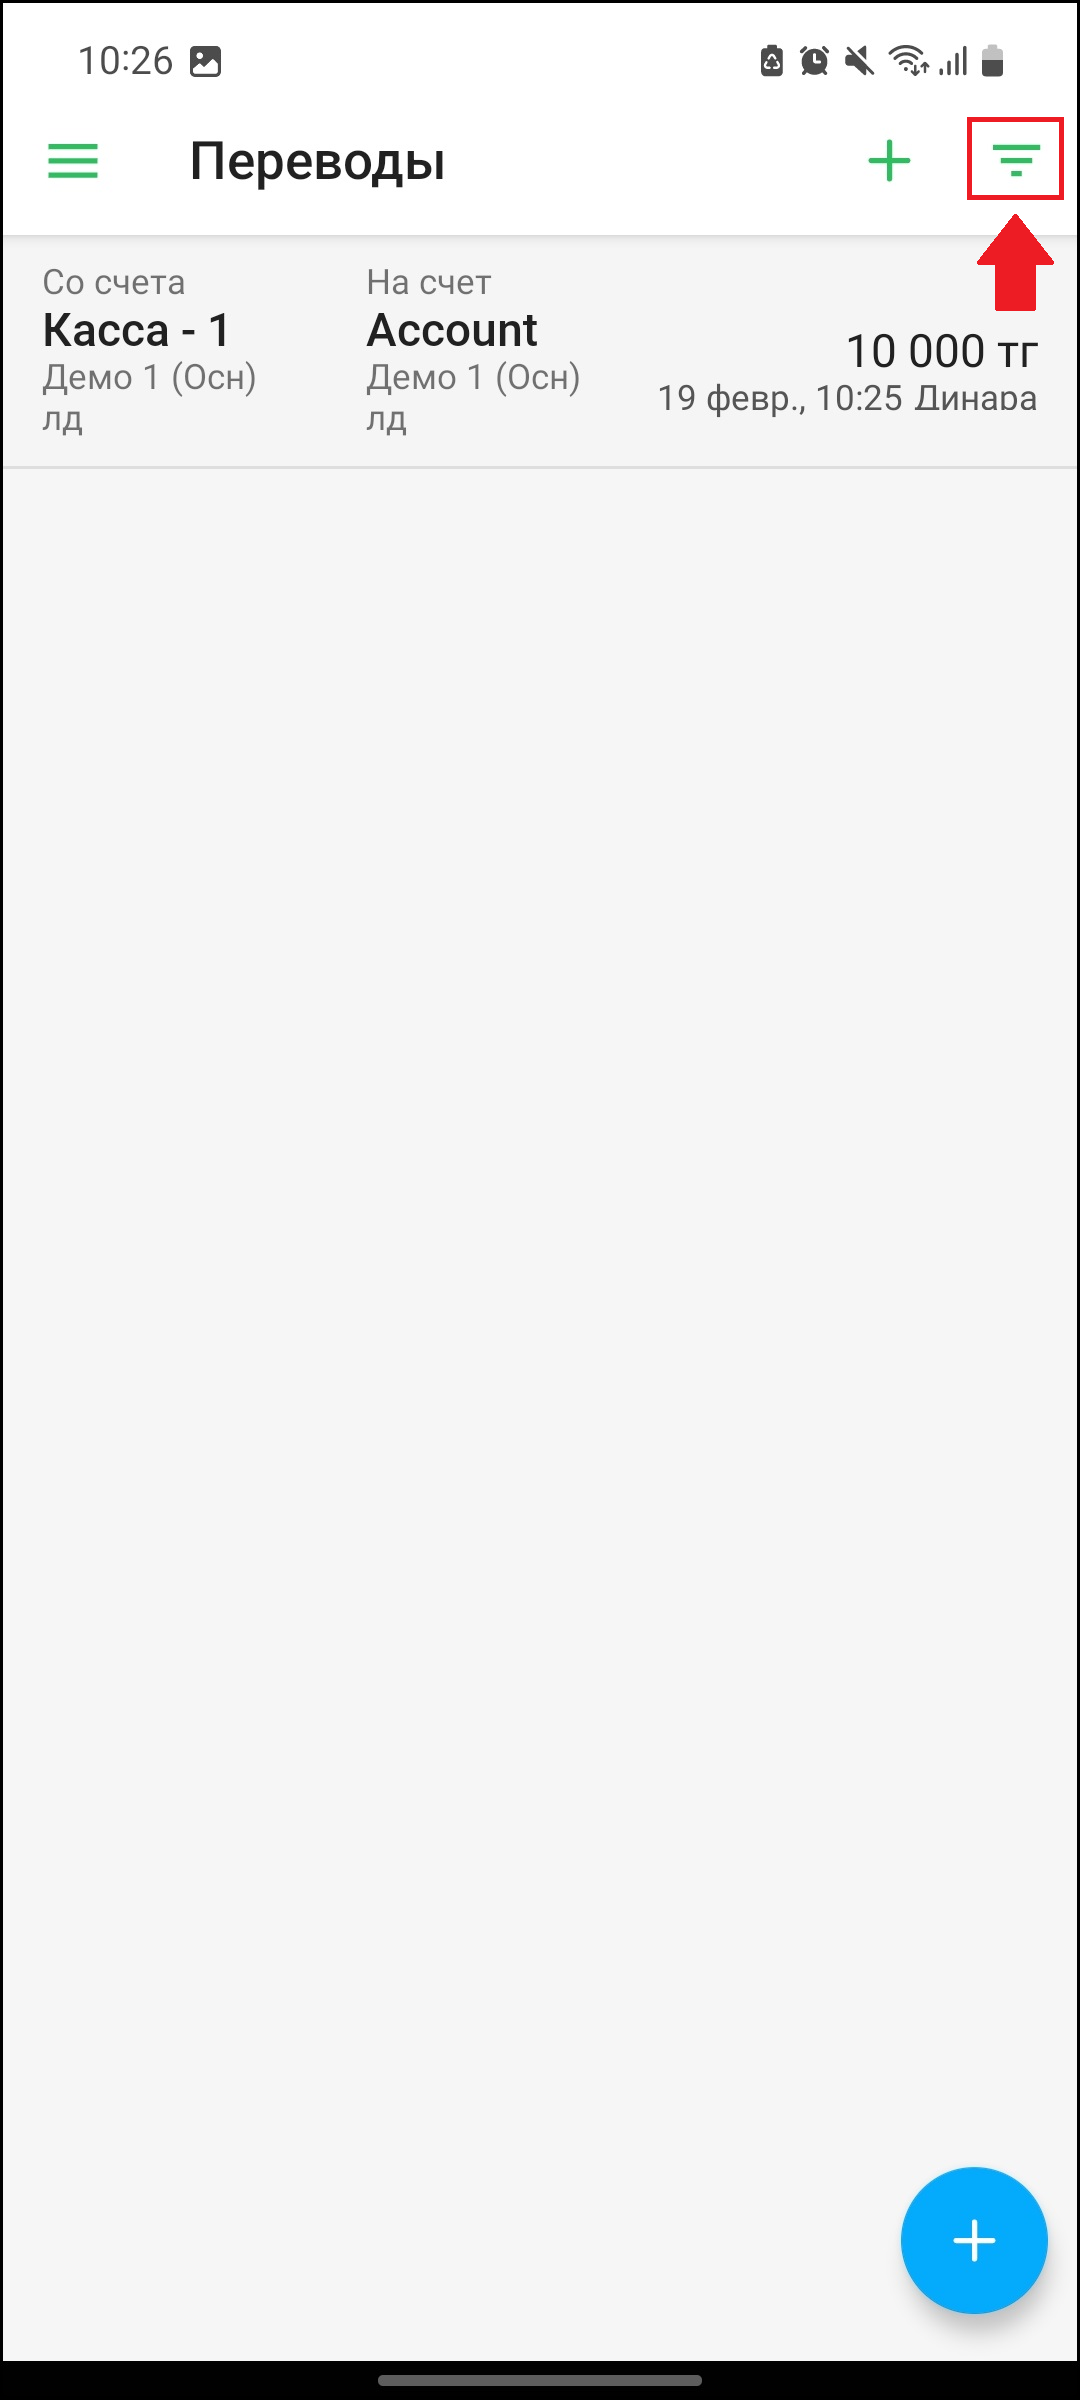 10:26
Переводы
Со счета
Касса - 1
Демо 1 (Осн)
лд
На счет
Account
Демо 1 (Осн)
лд
10 000 тг
19 февр., 10:25 Динара